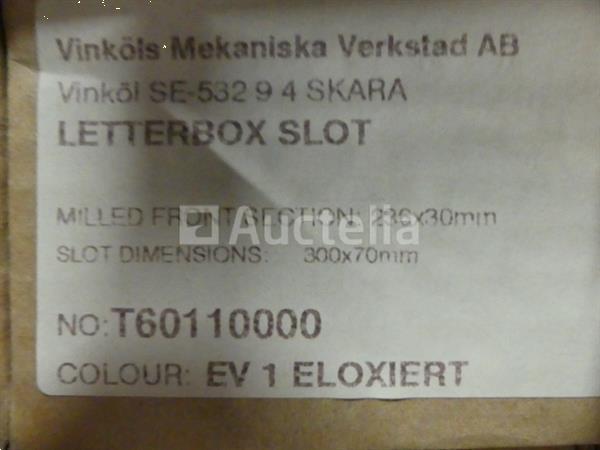 Vinköls Mekaniska Verkstad AB
Vinköl SE-532 9 4 SKARA
LETTERBOX SLOT
MILLED FRONT SECTION: 236x30mm
Auctelia
SLOT DIMENSIONS: 300x70mm
NO: T60110000
COLOUR: EV 1 ELOXIERT